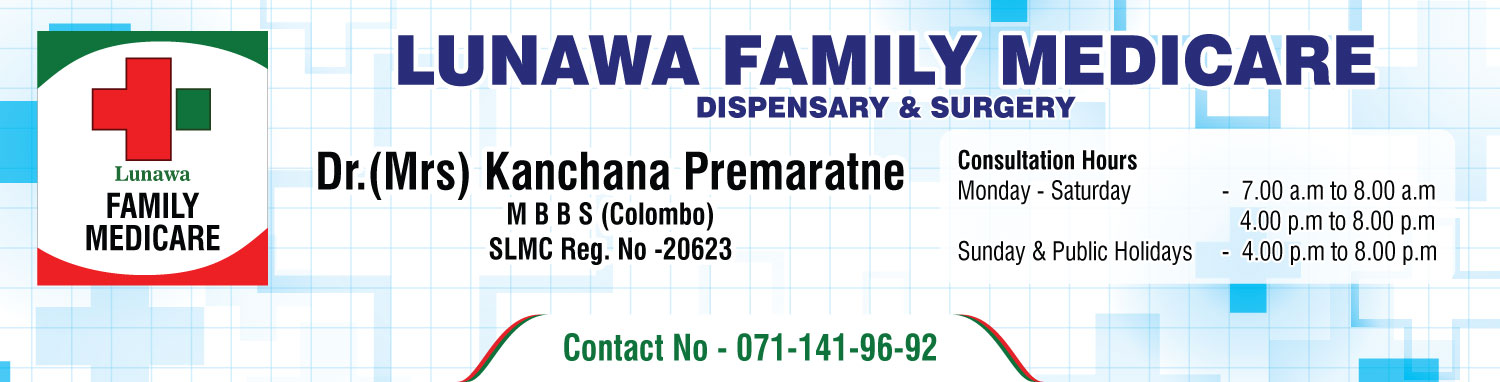 Lunawa
FAMILY
MEDICARE
LUNAWA FAMILY MEDICARE
DISPENSARY & SURGERY
Dr.(Mrs) Kanchana Premaratne
M B B S (Colombo)
SLMC Reg. No -20623
Consultation Hours
Monday - Saturday - 7.00 a.m to 8.00 a.m
4.00 p.m to 8.00 p.m
Sunday & Public Holidays - 4.00 p.m to 8.00 p.m
Contact No - 071-141-96-92